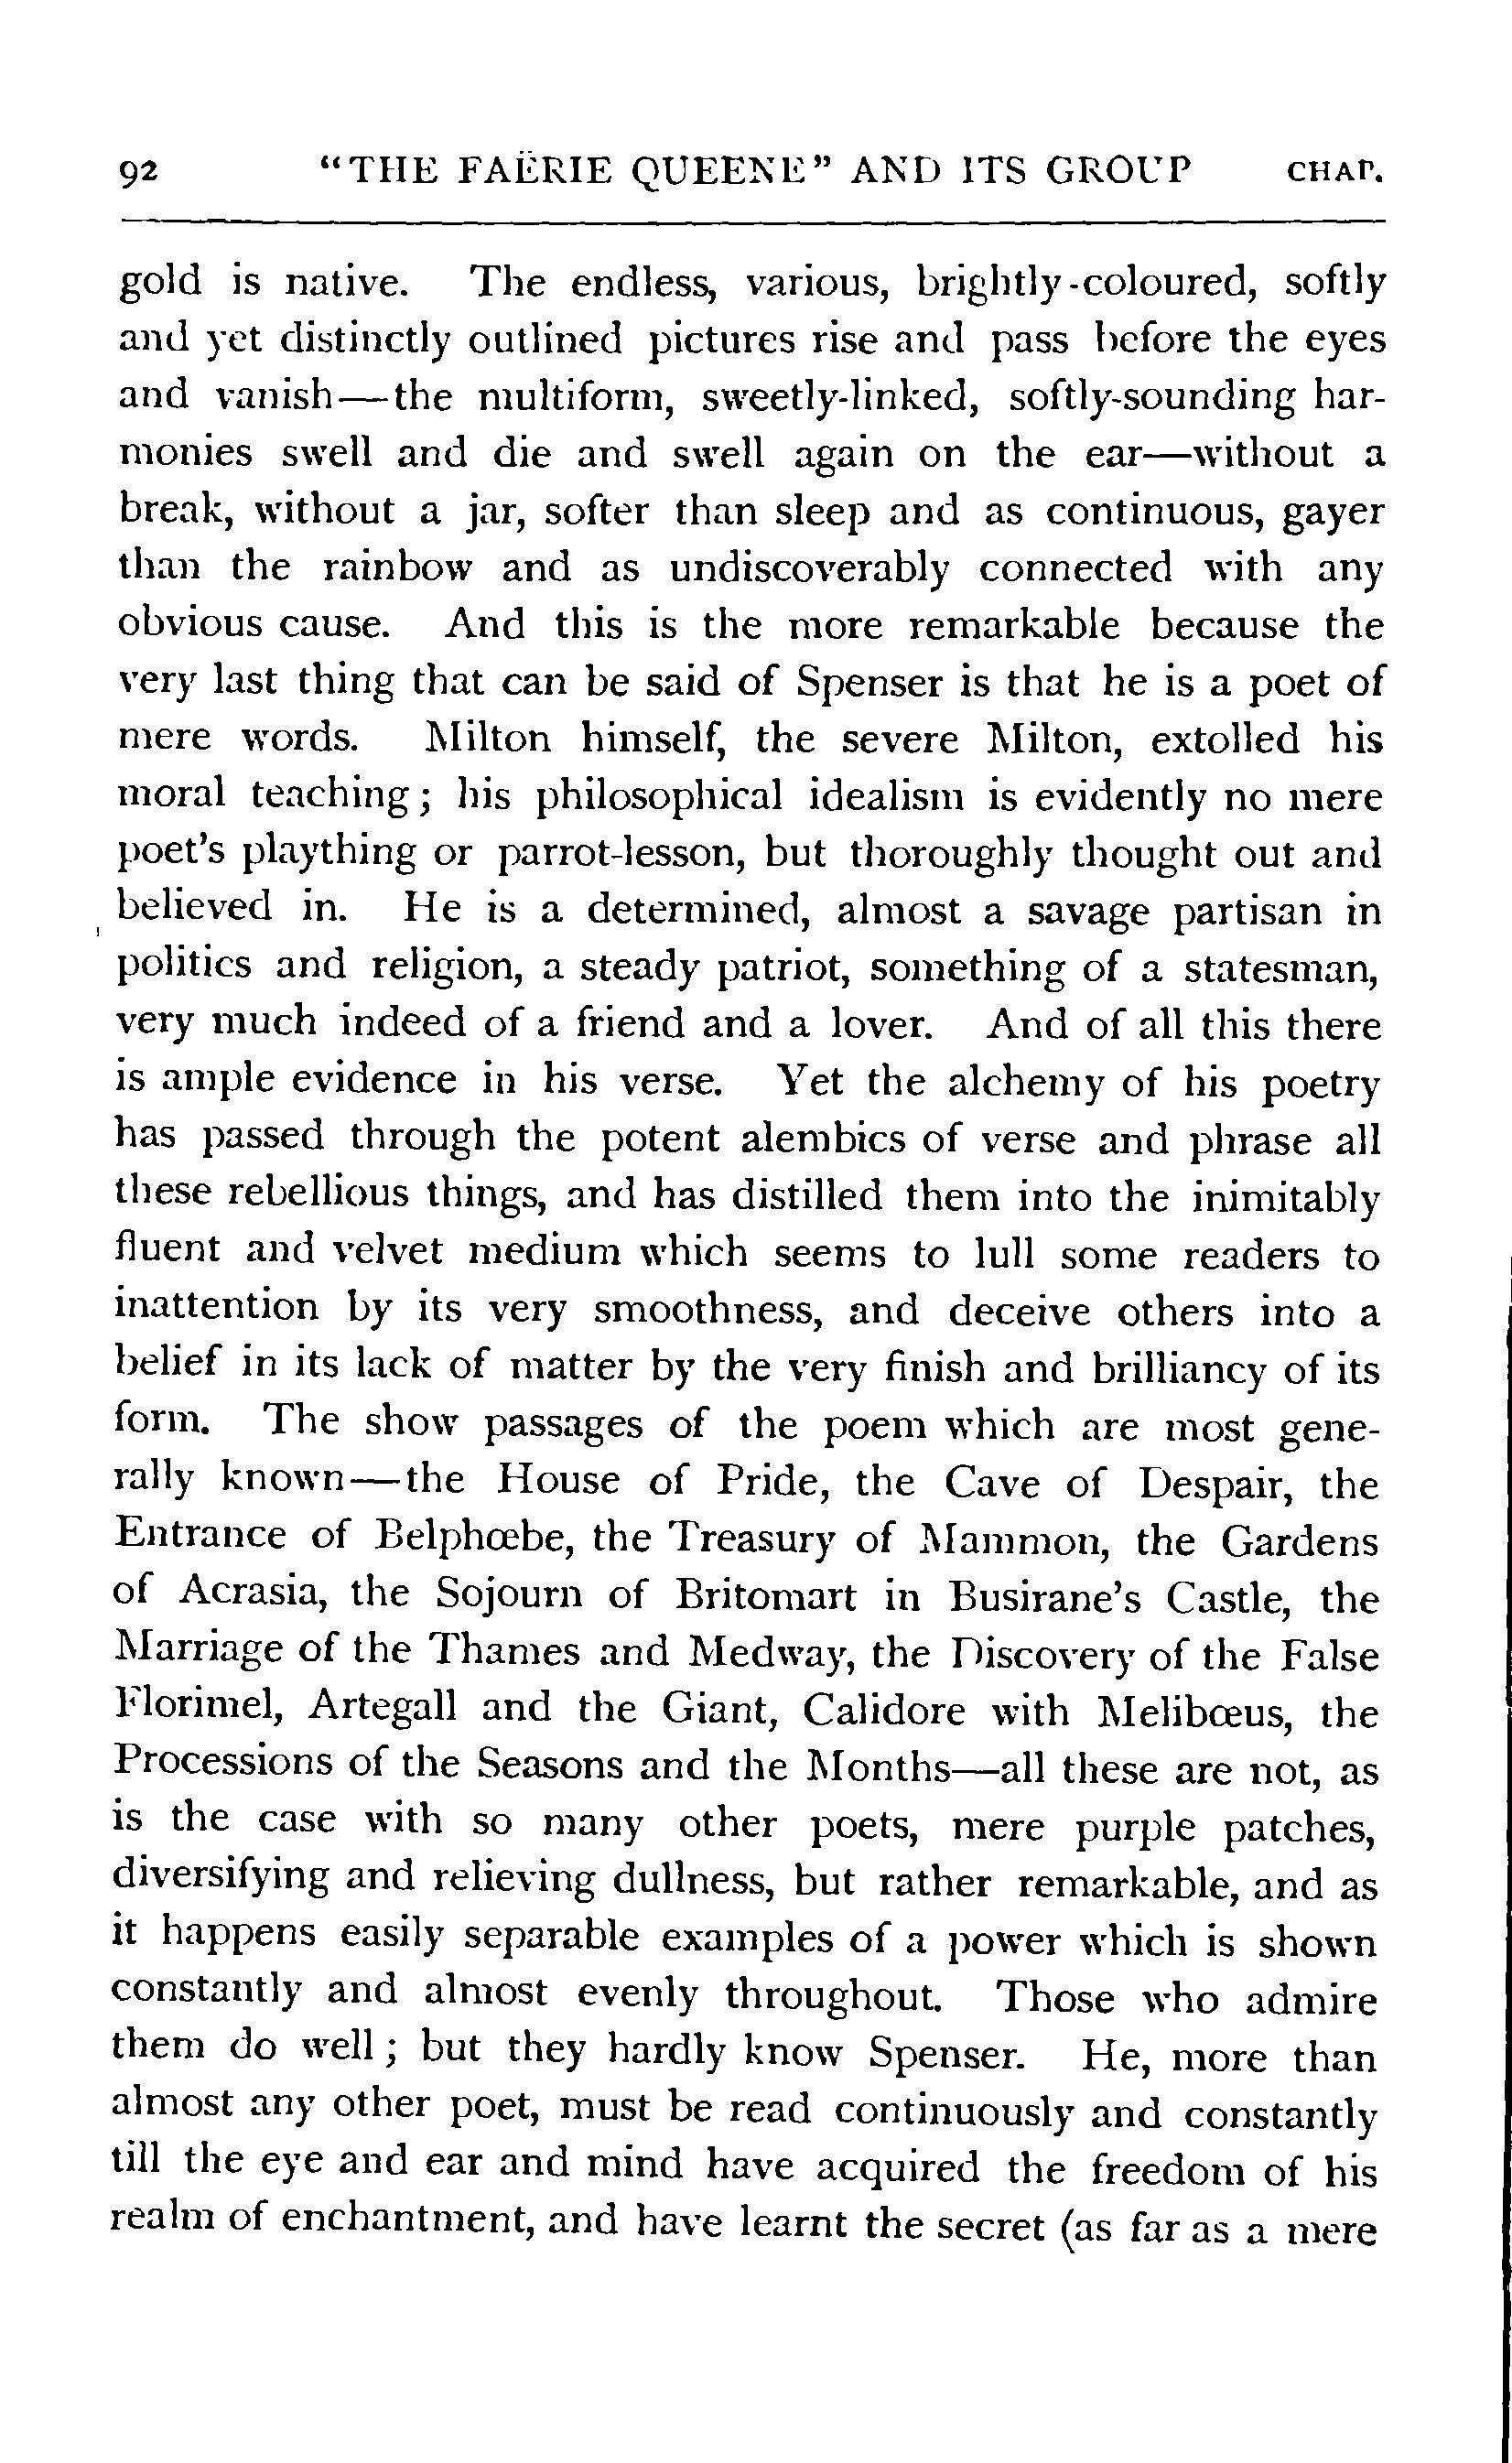 92 "THE FAËRIE QUEENE" AND ITS GROUP CHAP.
gold is native. The endless, various, brightly-coloured, softly
and yet distinctly outlined pictures rise and pass before the eyes
and vanish—the multiform, sweetly-linked, softly-sounding har-
monies swell and die and swell again on the ear—without a
break, without a jar, softer than sleep and as continuous, gayer
than the rainbow and as undiscoverably connected with any
obvious cause. And this is the more remarkable because the
very last thing that can be said of Spenser is that he is a poet of
mere words. Milton himself, the severe Milton, extolled his
moral teaching; his philosophical idealism is evidently no mere
poet's plaything or parrot-lesson, but thoroughly thought out and
believed in. He is a determined, almost a savage partisan in
politics and religion, a steady patriot, something of a statesman,
very much indeed of a friend and a lover. And of all this there
is ample evidence in his verse. Yet the alchemy of his poetry
has passed through the potent alembics of verse and phrase all
these rebellious things, and has distilled them into the inimitably
fluent and velvet medium which seems to lull some readers to
inattention by its very smoothness, and deceive others into a
belief in its lack of matter by the very finish and brilliancy of its
form. The show passages of the poem which are most gene-
rally known—the House of Pride, the Cave of Despair, the
Entrance of Belphœbe, the Treasury of Mammon, the Gardens
of Acrasia, the Sojourn of Britomart in Busirane's Castle, the
Marriage of the Thames and Medway, the Discovery of the False
Florimel, Artegall and the Giant, Calidore with Melibœus, the
Processions of the Seasons and the Months—all these are not, as
is the case with so many other poets, mere purple patches,
diversifying and relieving dullness, but rather remarkable, and as
it happens easily separable examples of a power which is shown
constantly and almost evenly throughout. Those who admire
them do well; but they hardly know Spenser. He, more than
almost any other poet, must be read continuously and constantly
till the eye and ear and mind have acquired the freedom of his
realm of enchantment, and have learnt the secret (as far as a mere